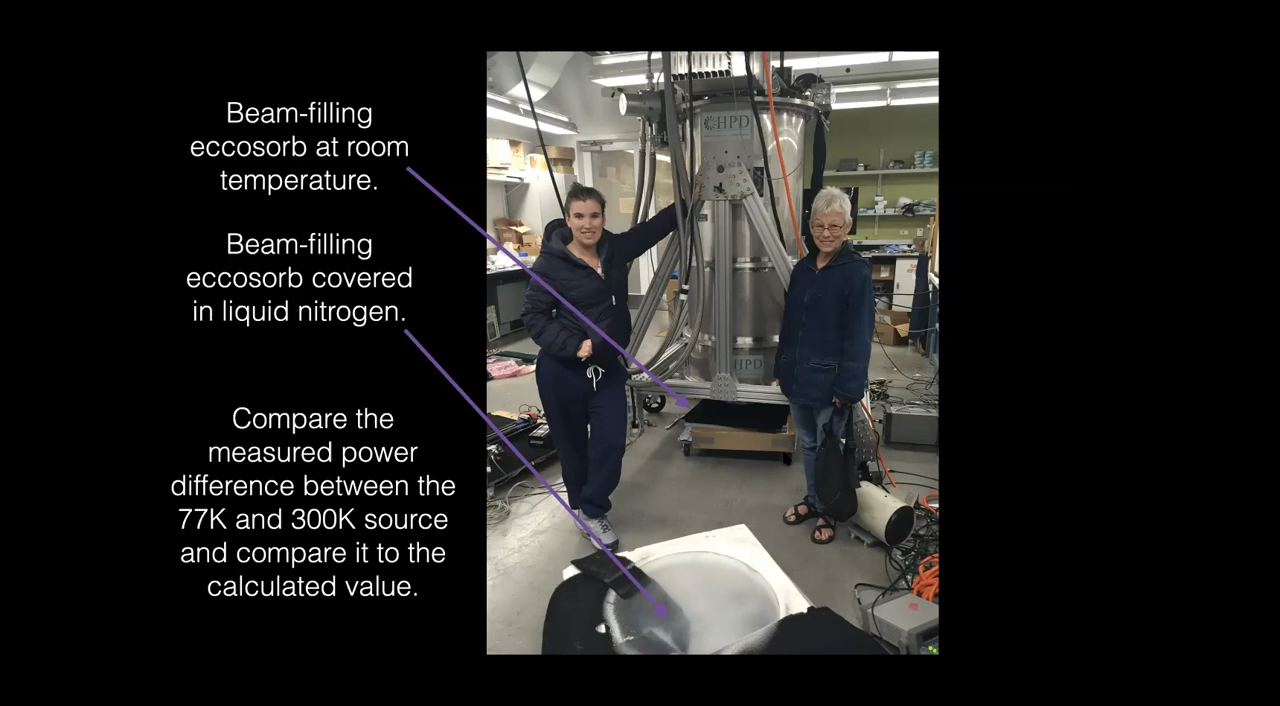 Beam-filling
eccosorb at room
temperature.
Beam-filling
eccosorb covered
in liquid nitrogen.
Compare the
measured power
difference between the
77K and 300K source
and compare it to the
calculated value.
HPD
HPD